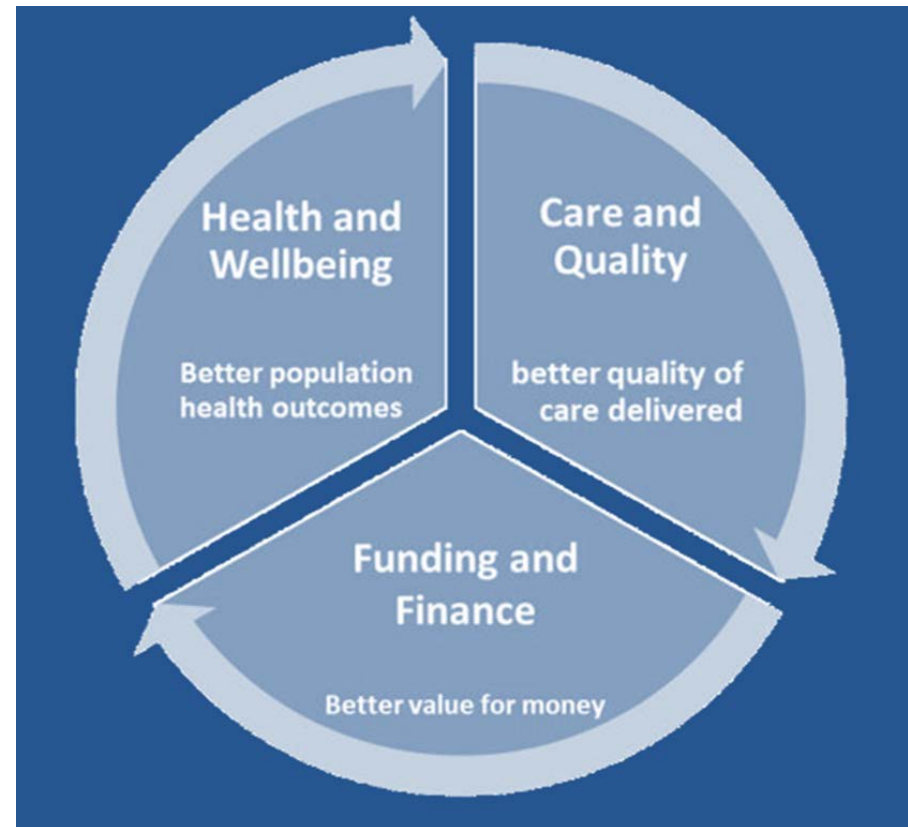 Health and
Wellbeing
Better population
health outcomes
Care and
Quality
better quality of
care delivered
Funding and
Finance
Better value for money